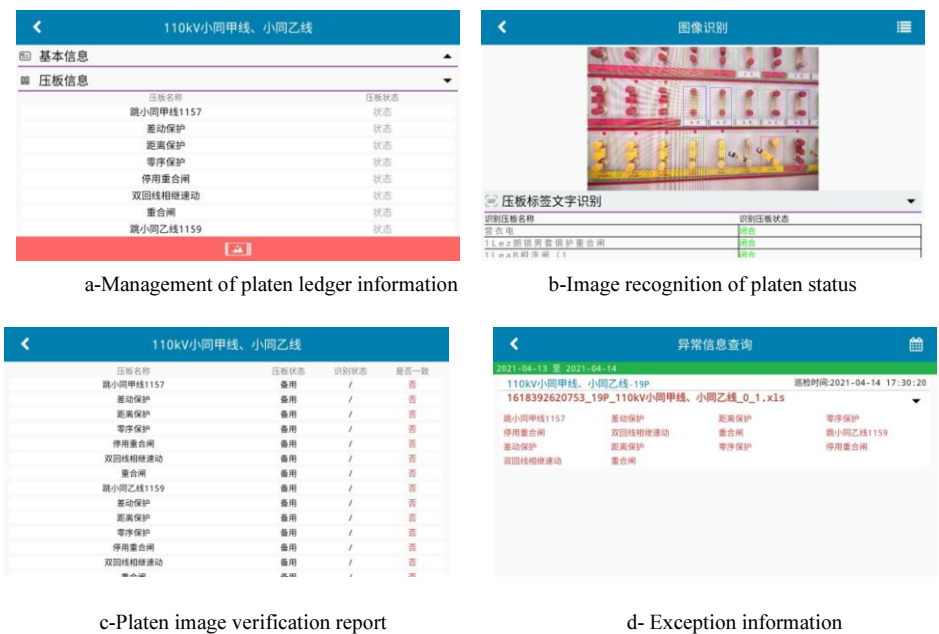 110kV小同甲线、小同乙线
基本信息
压板信息
压板名称 压板状态
跳小同甲线1157 状态
差动保护 状态
距离保护 状态
零序保护 状态
停用重合闸 状态
双回线相继速动 状态
重合闸 状态
跳小同乙线1159 状态
a-Management of platen ledger information
图像识别
压板标签文字识别
识别压板名称 识别压板状态
营衣电 闭合
闭合
b-Image recognition of platen status
110kV小同甲线、小同乙线
压板名称 压板状态 识别状态 是否一致
跳小同甲线1157 备用 / 否
差动保护 备用 / 否
距离保护 备用 / 否
零序保护 备用 / 否
停用重合闸 备用 / 否
双回线相继速动 备用 / 否
重合闸 备用 / 否
跳小同乙线1159 备用 / 否
差动保护 备用 / 否
距离保护 备用 / 否
零序保护 备用 / 否
停用重合闸 备用 / 否
双回线相继速动 备用 / 否
c-Platen image verification report
异常信息查询
2021-04-13 至 2021-04-14
110kV小同甲线、小同乙线-19P 巡检时间:2021-04-14 17:30:20
1618392620753_19P_110kV小同甲线、小同乙线_0_1.xls
跳小同甲线1157 差动保护 距离保护 零序保护
停用重合闸 双回线相继速动 重合闸 跳小同乙线1159
差动保护 距离保护 零序保护 停用重合闸
双回线相继速动 重合闸
d- Exception information